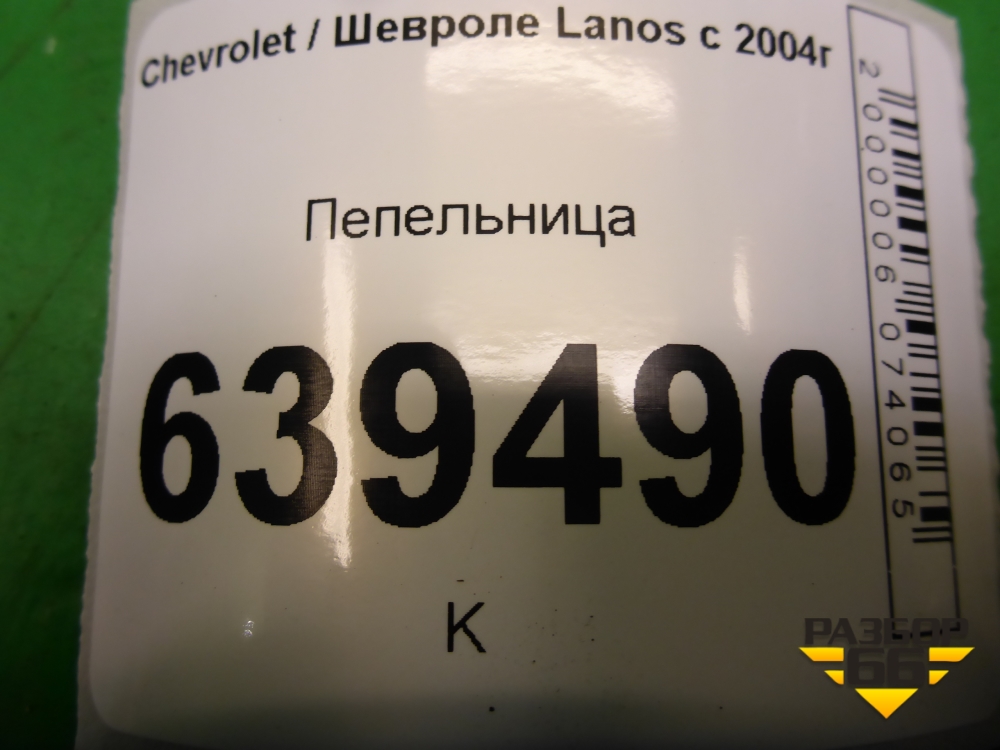 Chevrolet / Шевроле Lanos с 2004г
Пепельница
639490
К
2000006074065
РАЗБОР
66